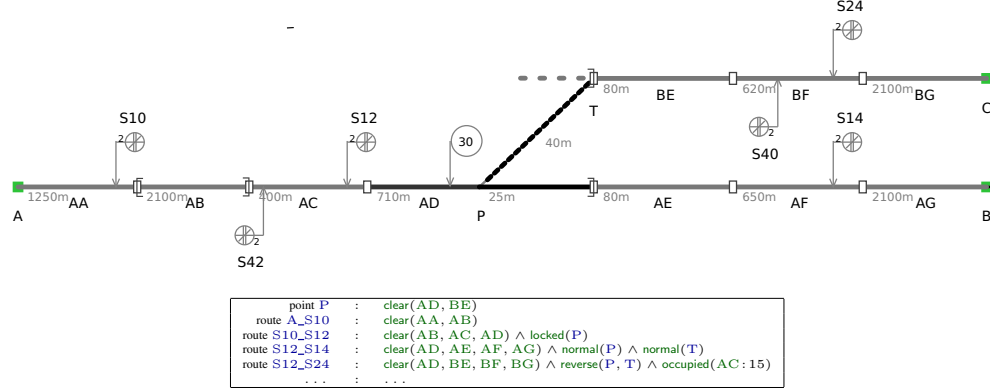 S24
2
S10
2
S12
2
30
T
80m
BE
620m
BF
2100m
BG
C
40m
2
S40
S14
2
1250m
AA
2100m
AB
400m
AC
710m
AD
25m
80m
AE
650m
AF
2100m
AG
A
P
B
2
S42
point P : clear(AD, BE)
route A_S10 : clear(AA, AB)
route S10_S12 : clear(AB, AC, AD) ∧ locked(P)
route S12_S14 : clear(AD, AE, AF, AG) ∧ normal(P) ∧ normal(T)
route S12_S24 : clear(AD, BE, BF, BG) ∧ reverse(P, T) ∧ occupied(AC:15)
... : ...